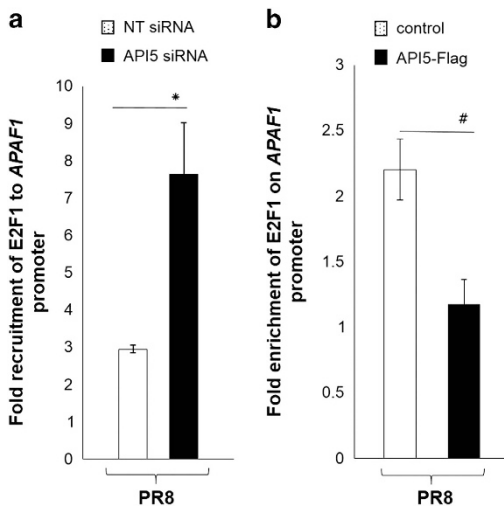 a
NT siRNA
API5 siRNA
Fold recruitment of E2F1 to APAF1
promoter
10
9
8
7
6
5
4
3
2
1
0
*
PR8
b
control
API5-Flag
Fold enrichment of E2F1 on APAF1
promoter
3
2.5
2
1.5
1
0.5
0
#
PR8